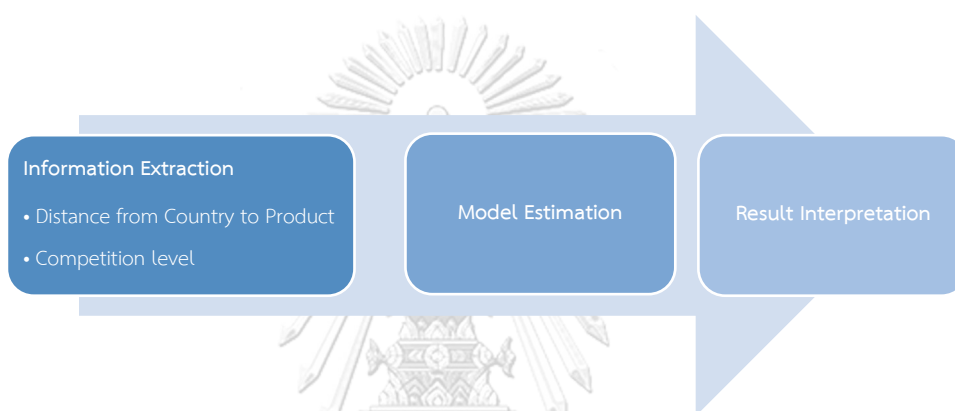 Information Extraction
• Distance from Country to Product
• Competition level
Model Estimation
Result Interpretation